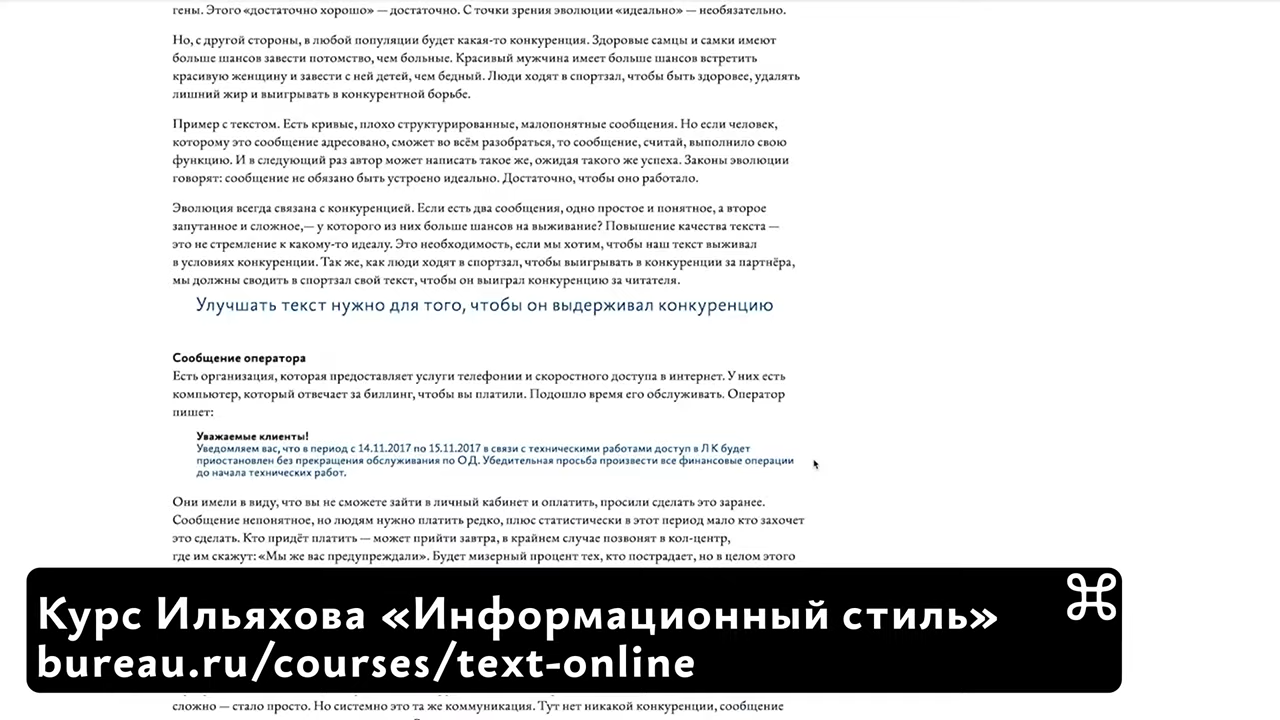 гены. Этого «достаточно хорошо» — достаточно. С точки зрения эволюции «идеально» — необязательно.
Но, с другой стороны, в любой популяции будет какая-то конкуренция. Здоровые самцы и самки имеют
больше шансов завести потомство, чем больные. Красивый мужчина имеет больше шансов встретить
красивую женщину и завести с ней детей, чем бедный. Люди ходят в спортзал, чтобы быть здоровее, удалять
лишний жир и выигрывать в конкурентной борьбе.
Пример с текстом. Есть кривые, плохо структурированные, малопонятные сообщения. Но если человек,
которому это сообщение адресовано, сможет во всём разобраться, то сообщение, считай, выполнило свою
функцию. И в следующий раз автор может написать такое же, ожидая такого же успеха. Законы эволюции
говорят: сообщение не обязано быть устроено идеально. Достаточно, чтобы оно работало.
Эволюция всегда связана с конкуренцией. Если есть два сообщения, одно простое и понятное, а второе
запутанное и сложное,— у которого из них больше шансов на выживание? Повышение качества текста —
это не стремление к какому-то идеалу. Это необходимость, если мы хотим, чтобы наш текст выживал
в условиях конкуренции. Так же, как люди ходят в спортзал, чтобы выигрывать в конкуренции за партнёра,
мы должны сводить в спортзал свой текст, чтобы он выиграл конкуренцию за читателя.
Улучшать текст нужно для того, чтобы он выдерживал конкуренцию
Сообщение оператора
Есть организация, которая предоставляет услуги телефонии и скоростного доступа в интернет. У них есть
компьютер, который отвечает за биллинг, чтобы вы платили. Подошло время его обслуживать. Оператор
пишет:
Уважаемые клиенты!
Уведомляем вас, что в период с 14.11.2017 по 15.11.2017 в связи с техническими работами доступ в Л К будет
приостановлен без прекращения обслуживания по О Д. Убедительная просьба произвести все финансовые операции
до начала технических работ.
Они имели в виду, что вы не сможете зайти в личный кабинет и оплатить, просили сделать это заранее.
Сообщение непонятное, но людям нужно платить редко, плюс статистически в этот период мало кто захочет
это сделать. Кто придёт платить — может прийти завтра, в крайнем случае позвонят в кол-центр,
где им скажут: «Мы же вас предупреждали». Будет мизерный процент тех, кто пострадает, но в целом этого
Курс Ильяхова «Информационный стиль»
bureau.ru/courses/text-online
сложно — стало просто. Но системно это та же коммуникация. Тут нет никакой конкуренции, сообщение